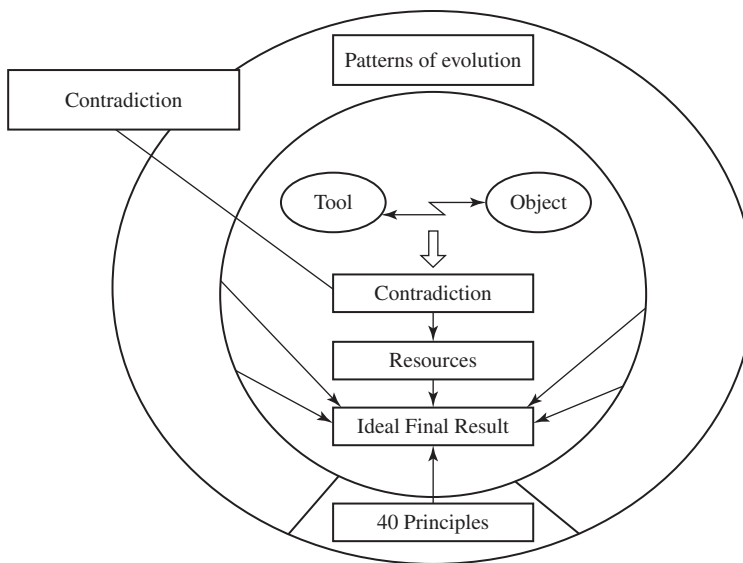 Patterns of evolution
Contradiction
Tool
Object
Contradiction
Resources
Ideal Final Result
40 Principles